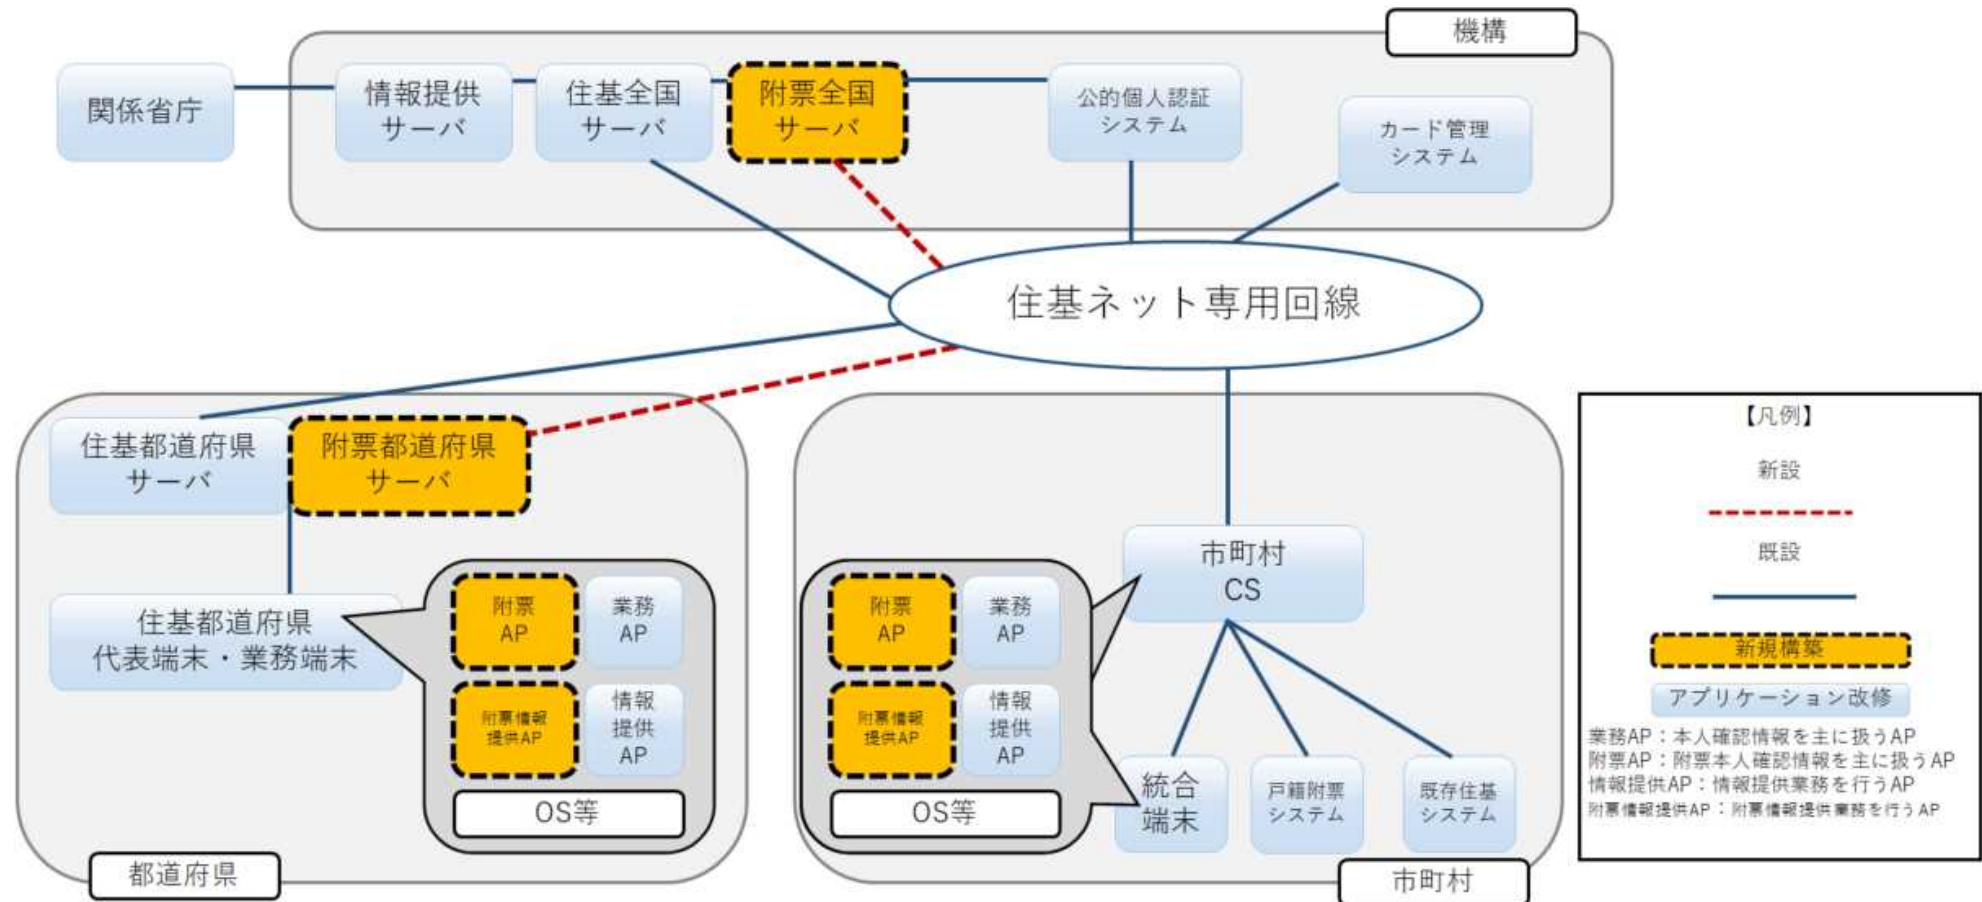 機構
関係省庁
情報提供
サーバ
住基全国
サーバ
附票全国
サーバ
公的個人認証
システム
カード管理
システム
住基ネット専用回線
住基都道府県
サーバ
附票都道府県
サーバ
住基都道府県
代表端末・業務端末
附票
AP
業務
AP
附票情報
提供AP
情報
提供
AP
OS等
都道府県
附票
AP
業務
AP
附票情報
提供AP
情報
提供
AP
OS等
市町村
CS
統合
端末
戸籍附票
システム
既存住基
システム
市町村
【凡例】
新設
既設
新規構築
アプリケーション改修
業務AP：本人確認情報を主に扱うAP
附票AP：附票本人確認情報を主に扱うAP
情報提供AP：情報提供業務を行うAP
附票情報提供AP：附票情報提供業務を行うAP